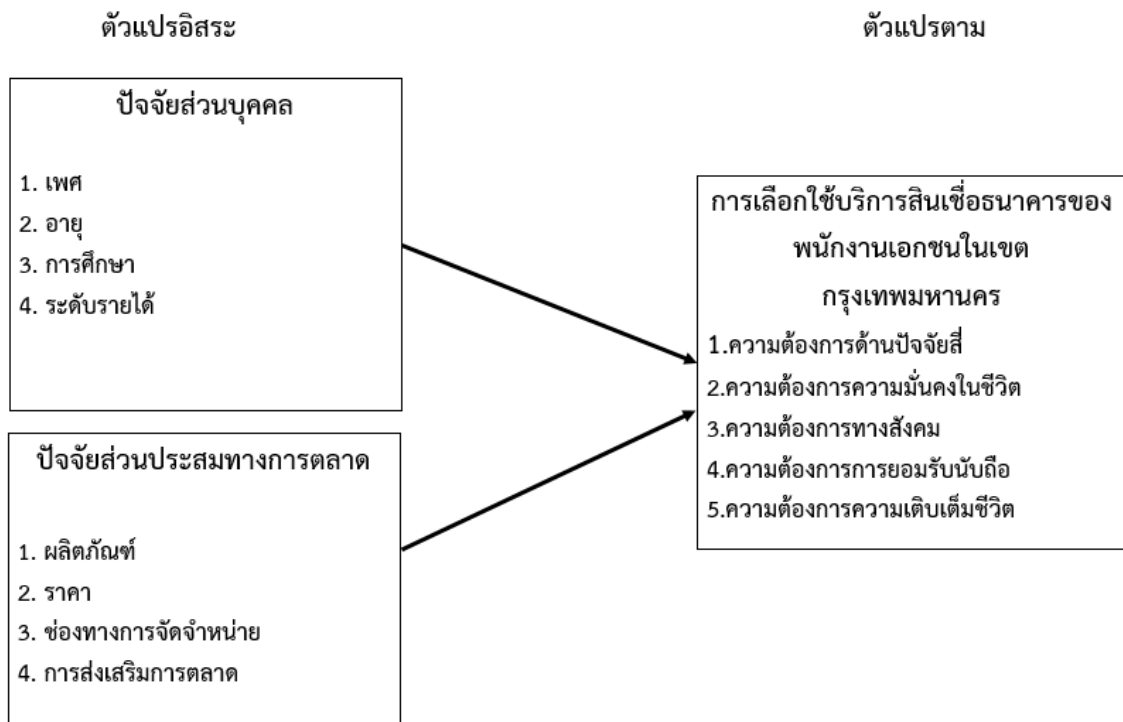 ตัวแปรอิสระ
ตัวแปรตาม
ปัจจัยส่วนบุคคล
1. เพศ
2. อายุ
3. การศึกษา
4. ระดับรายได้
ปัจจัยส่วนประสมทางการตลาด
1. ผลิตภัณฑ์
2. ราคา
3. ช่องทางการจัดจำหน่าย
4. การส่งเสริมการตลาด
การเลือกใช้บริการสินเชื่อธนาคารของ
พนักงานเอกชนในเขต
กรุงเทพมหานคร
1.ความต้องการด้านปัจจัยสี่
2.ความต้องการความมั่นคงในชีวิต
3.ความต้องการทางสังคม
4.ความต้องการการยอมรับนับถือ
5.ความต้องการความเติบเต็มชีวิต